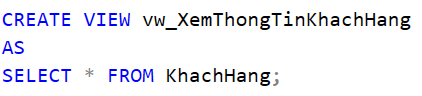 CREATE VIEW vw_XemThongTinKhachHang
AS
SELECT * FROM KhachHang;